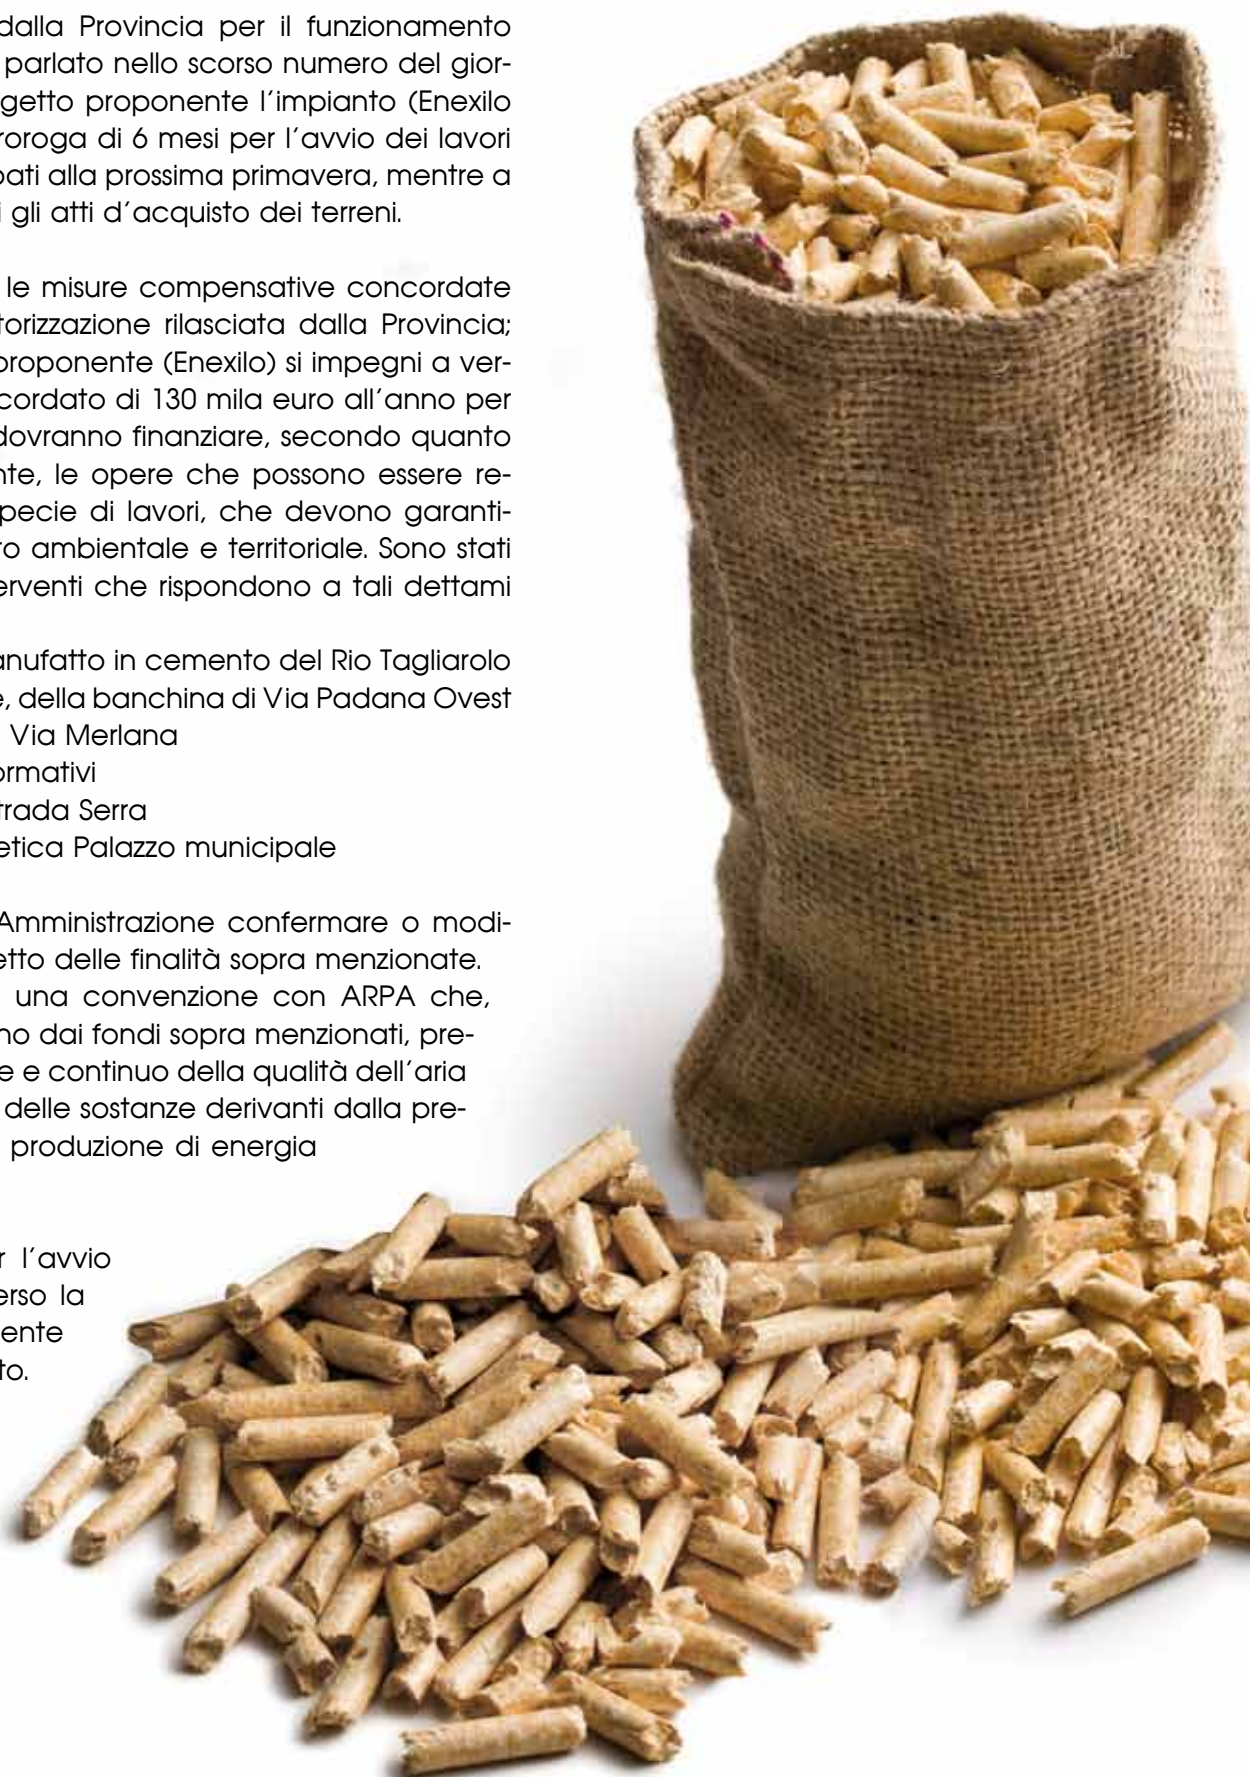 dalla Provincia per il funzionamento
parlato nello scorso numero del gior-
getto proponente l'impianto (Enexilo
roroga di 6 mesi per l'avvio dei lavori
pati alla prossima primavera, mentre a
i gli atti d'acquisto dei terreni.
le misure compensative concordate
torizzazione rilasciata dalla Provincia;
proponente (Enexilo) si impegni a ver-
cordato di 130 mila euro all'anno per
dovranno finanziare, secondo quanto
nte, le opere che possono essere re-
pecie di lavori, che devono garanti-
to ambientale e territoriale. Sono stati
erventi che rispondono a tali dettami
anufatto in cemento del Rio Tagliarolo
e, della banchina di Via Padana Ovest
Via Merlana
ormativi
trada Serra
etica Palazzo municipale
Amministrazione confermare o modi-
etto delle finalità sopra menzionate.
una convenzione con ARPA che,
no dai fondi sopra menzionati, pre-
e e continuo della qualità dell'aria
delle sostanze derivanti dalla pre-
produzione di energia
r l'avvio
erso la
ente
to.